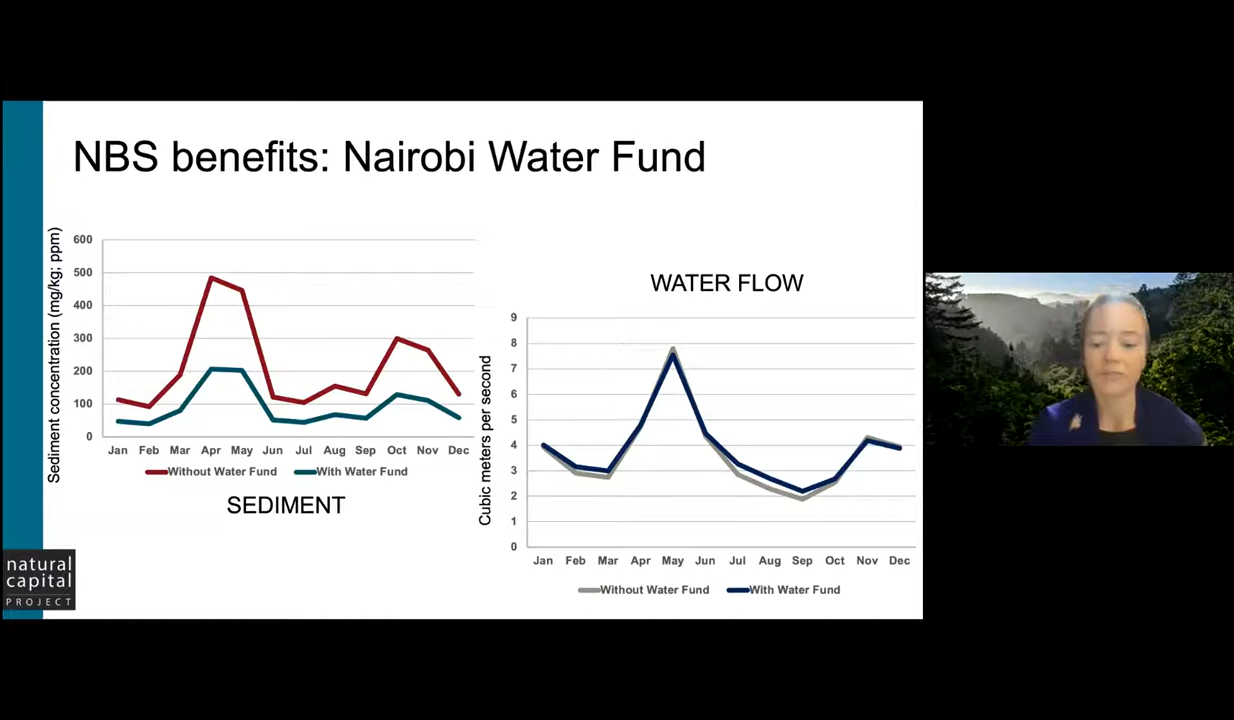 NBS benefits: Nairobi Water Fund
Sediment concentration (mg/kg; ppm)
600
500
400
300
200
100
0
Jan Feb Mar Apr May Jun Jul Aug Sep Oct Nov Dec
Without Water Fund With Water Fund
SEDIMENT
WATER FLOW
Cubic meters per second
9
8
7
6
5
4
3
2
1
0
Jan Feb Mar Apr May Jun Jul Aug Sep Oct Nov Dec
Without Water Fund With Water Fund
natural
capital
PROJECT